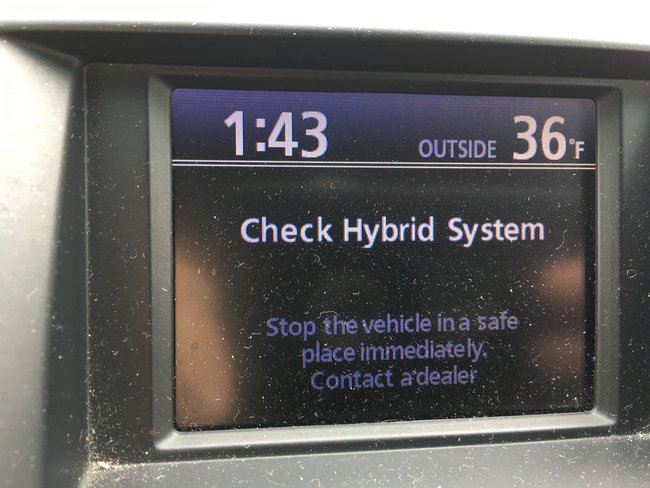 1:43 OUTSIDE 36°F
Check Hybrid System
Stop the vehicle in a safe
place immediately.
Contact a dealer